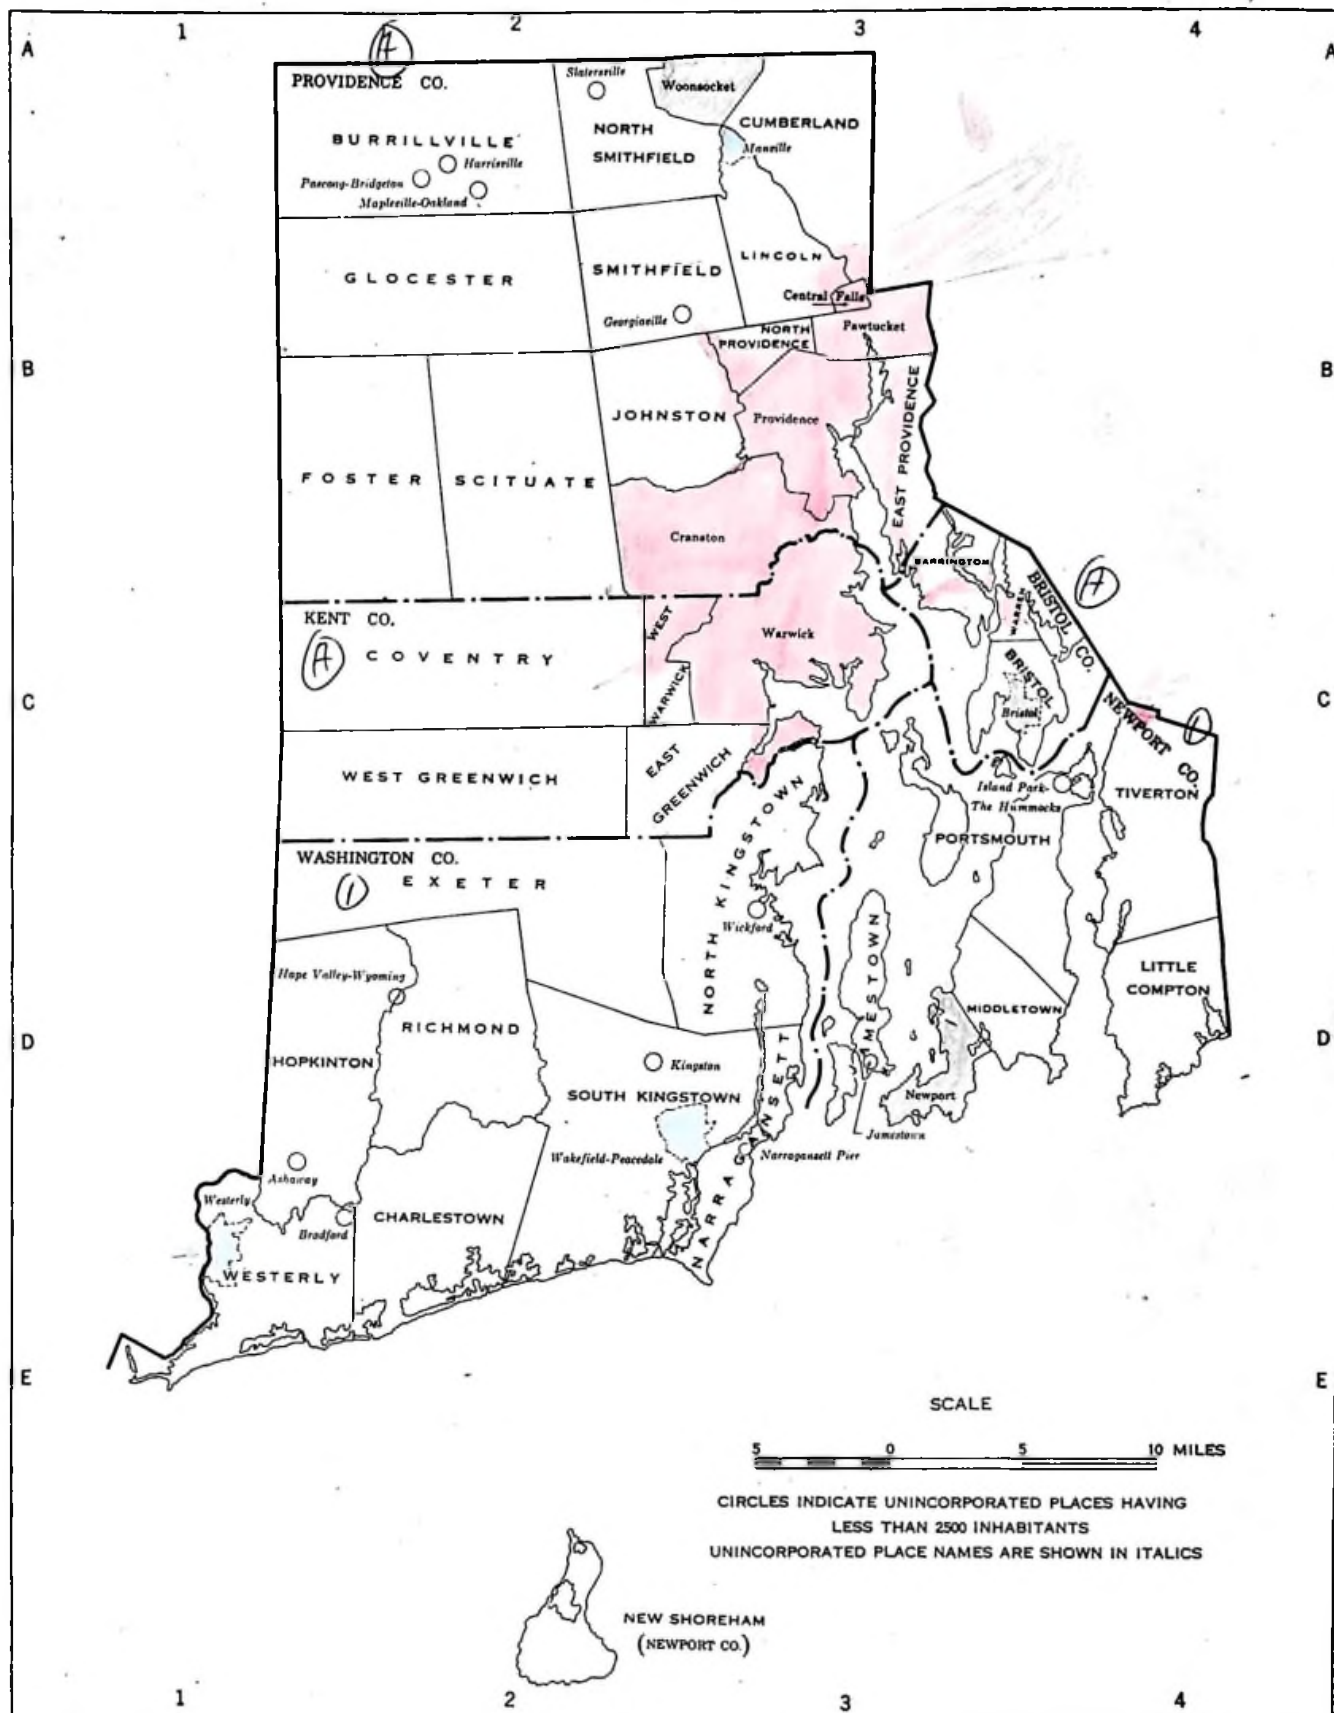 1 2 3 4
A A
A
PROVIDENCE CO.
Slatersville
Woonsocket
BURRILLVILLE
NORTH
SMITHFIELD
CUMBERLAND
Manville
Harrisville
Pascoag-Bridgeton
Mapleville-Oakland
GLOCESTER
SMITHFIELD
LINCOLN
Central Falls
Georgiaville
NORTH
PROVIDENCE
Pawtucket
B B
JOHNSTON
Providence
EAST PROVIDENCE
FOSTER
SCITUATE
Cranston
BARRINGTON
A
BRISTOL CO.
KENT CO.
A
COVENTRY
WEST
WARWICK
Warwick
WARREN
BRISTOL
Bristol
C C
NEWPORT CO.
1
WEST GREENWICH
EAST
GREENWICH
Island Park-
The Hummocks
TIVERTON
PORTSMOUTH
WASHINGTON CO.
1
EXETER
NORTH KINGSTOWN
Wickford
JAMESTOWN
LITTLE
COMPTON
Hope Valley-Wyoming
RICHMOND
MIDDLETOWN
D D
HOPKINTON
Kingston
SOUTH KINGSTOWN
Newport
Jamestown
Wakefield-Peacedale
NARRAGANSETT
Narragansett Pier
Ashaway
Westerly
Bradford
CHARLESTOWN
WESTERLY
E E
SCALE
5 0 5 10 MILES
CIRCLES INDICATE UNINCORPORATED PLACES HAVING
LESS THAN 2500 INHABITANTS
UNINCORPORATED PLACE NAMES ARE SHOWN IN ITALICS
NEW SHOREHAM
(NEWPORT CO.)
1 2 3 4